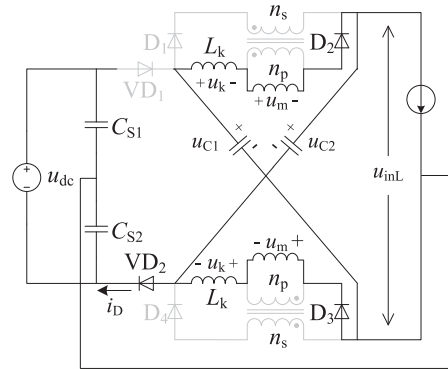 n_s
D_1
L_k
D_2
VD_1
+ u_k -
n_p
+ u_m -
C_S1
u_C1
+
-
+
-
u_C2
+
-
u_dc
u_inL
C_S2
VD_2
- u_m +
- u_k +
n_p
i_D
D_4
L_k
D_3
n_s